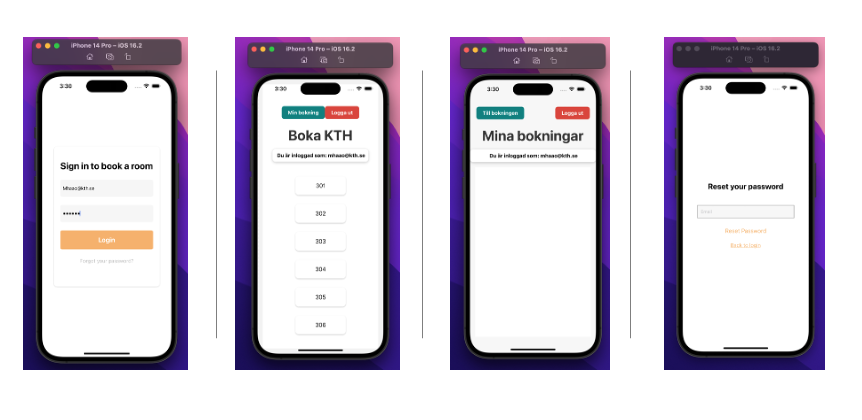 iPhone 14 Pro – iOS 16.2
3:30
Sign in to book a room
Mhaao@kth.se
••••••
Login
Forgot your password?
iPhone 14 Pro – iOS 16.2
3:30
Min bokning
Logga ut
Boka KTH
Du är inloggad som: mhaao@kth.se
301
302
303
304
305
308
iPhone 14 Pro – iOS 16.2
3:30
Till bokningen
Logga ut
Mina bokningar
Du är inloggad som: mhaao@kth.se
iPhone 14 Pro – iOS 16.2
3:30
Reset your password
Email
Reset Password
Back to login